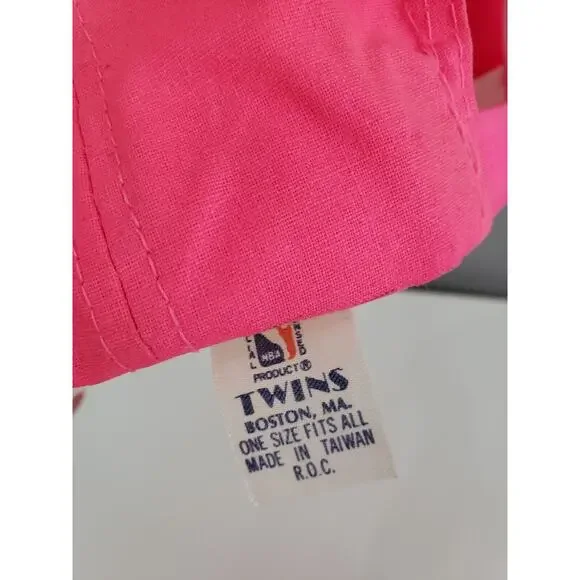 NBA
PRODUCT®
TWINS
BOSTON, MA.
ONE SIZE FITS ALL
MADE IN TAIWAN
R.O.C.